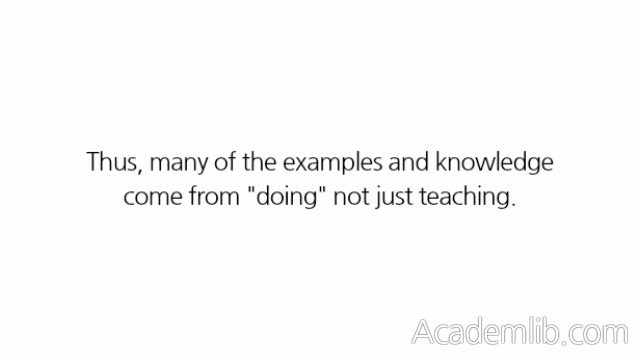 Thus, many of the examples and knowledge
come from "doing" not just teaching.
Academlib.com